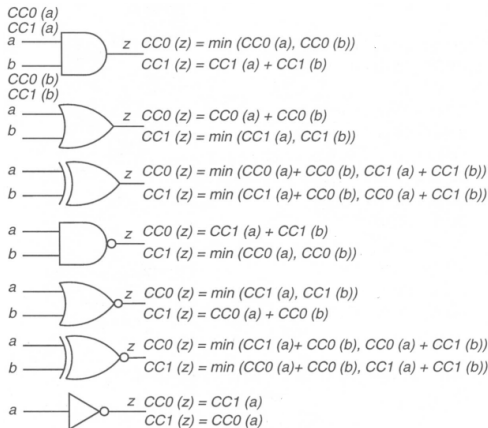 CC0 (a)
CC1 (a)
a z CC0 (z) = min (CC0 (a), CC0 (b))
b CC1 (z) = CC1 (a) + CC1 (b)
CC0 (b)
CC1 (b)
a z CC0 (z) = CC0 (a) + CC0 (b)
b CC1 (z) = min (CC1 (a), CC1 (b))
a z CC0 (z) = min (CC0 (a)+ CC0 (b), CC1 (a) + CC1 (b))
b CC1 (z) = min (CC1 (a)+ CC0 (b), CC0 (a) + CC1 (b))
a z CC0 (z) = CC1 (a) + CC1 (b)
b CC1 (z) = min (CC0 (a), CC0 (b))
a z CC0 (z) = min (CC1 (a), CC1 (b))
b CC1 (z) = CC0 (a) + CC0 (b)
a z CC0 (z) = min (CC1 (a)+ CC0 (b), CC0 (a) + CC1 (b))
b CC1 (z) = min (CC0 (a)+ CC0 (b), CC1 (a) + CC1 (b))
a z CC0 (z) = CC1 (a)
CC1 (z) = CC0 (a)